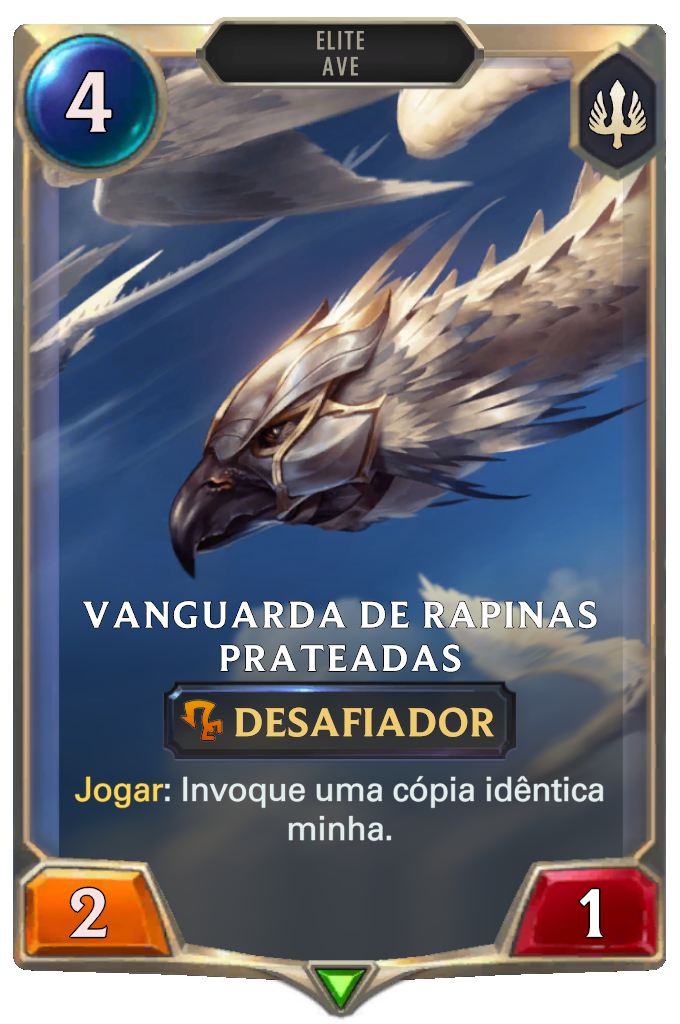 ELITE
AVE
4
VANGUARDA DE RAPINAS
PRATEADAS
DESAFIADOR
Jogar: Invoque uma cópia idêntica
minha.
2
1